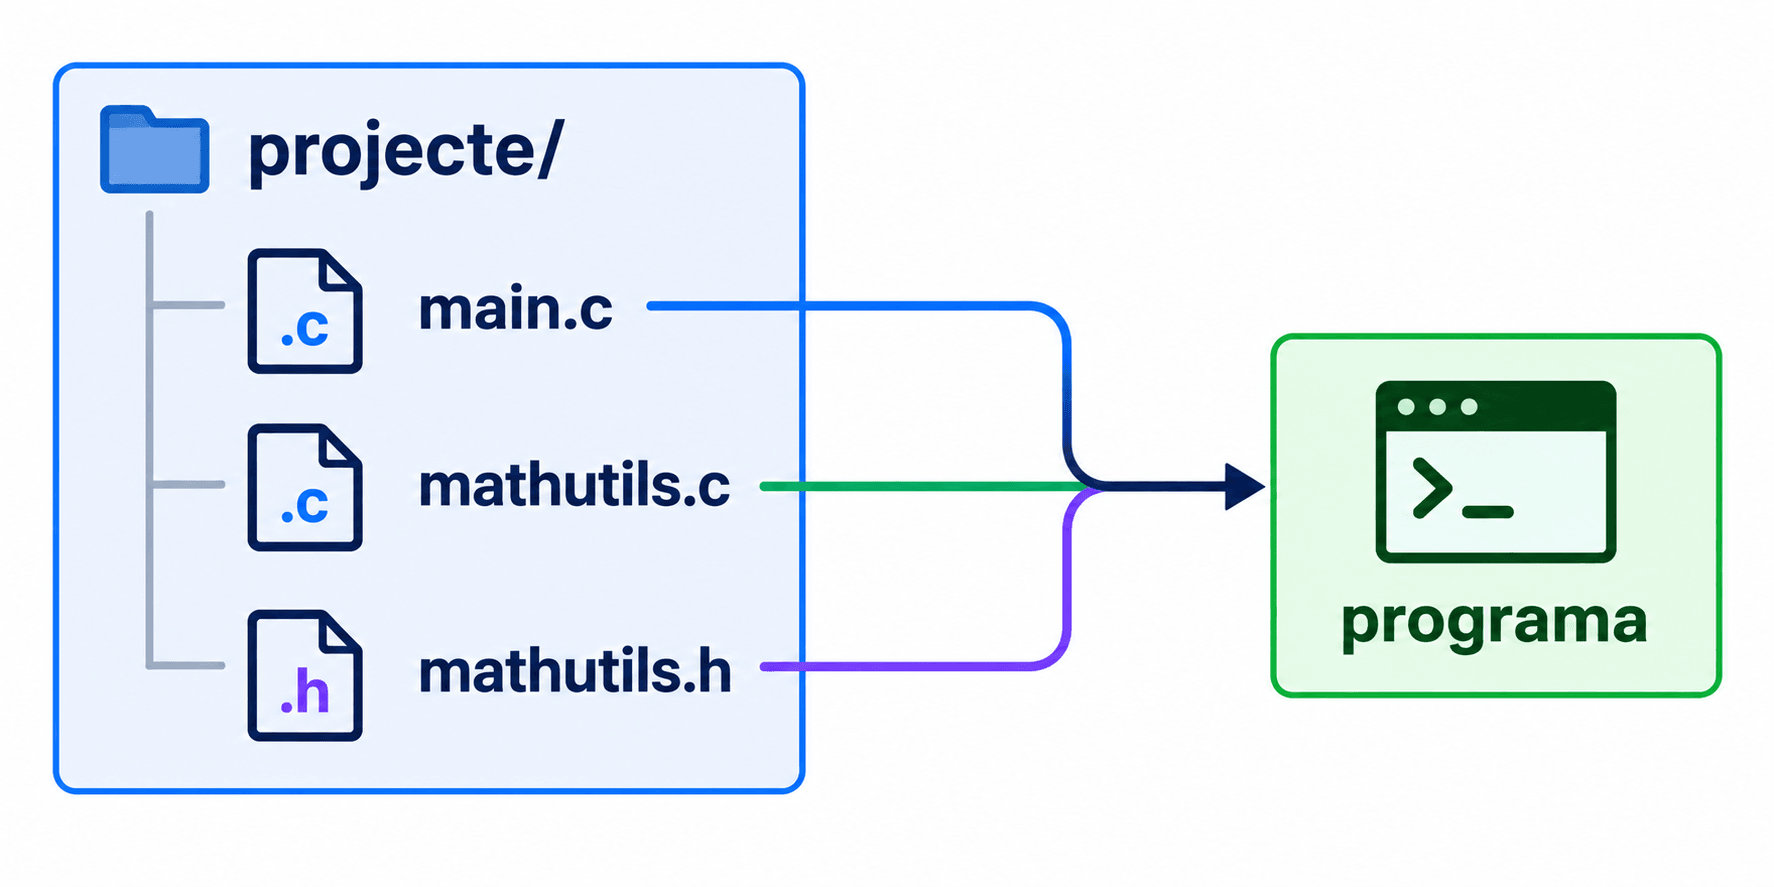 projecte/
.c main.c
.c mathutils.c
.h mathutils.h
>_
programa